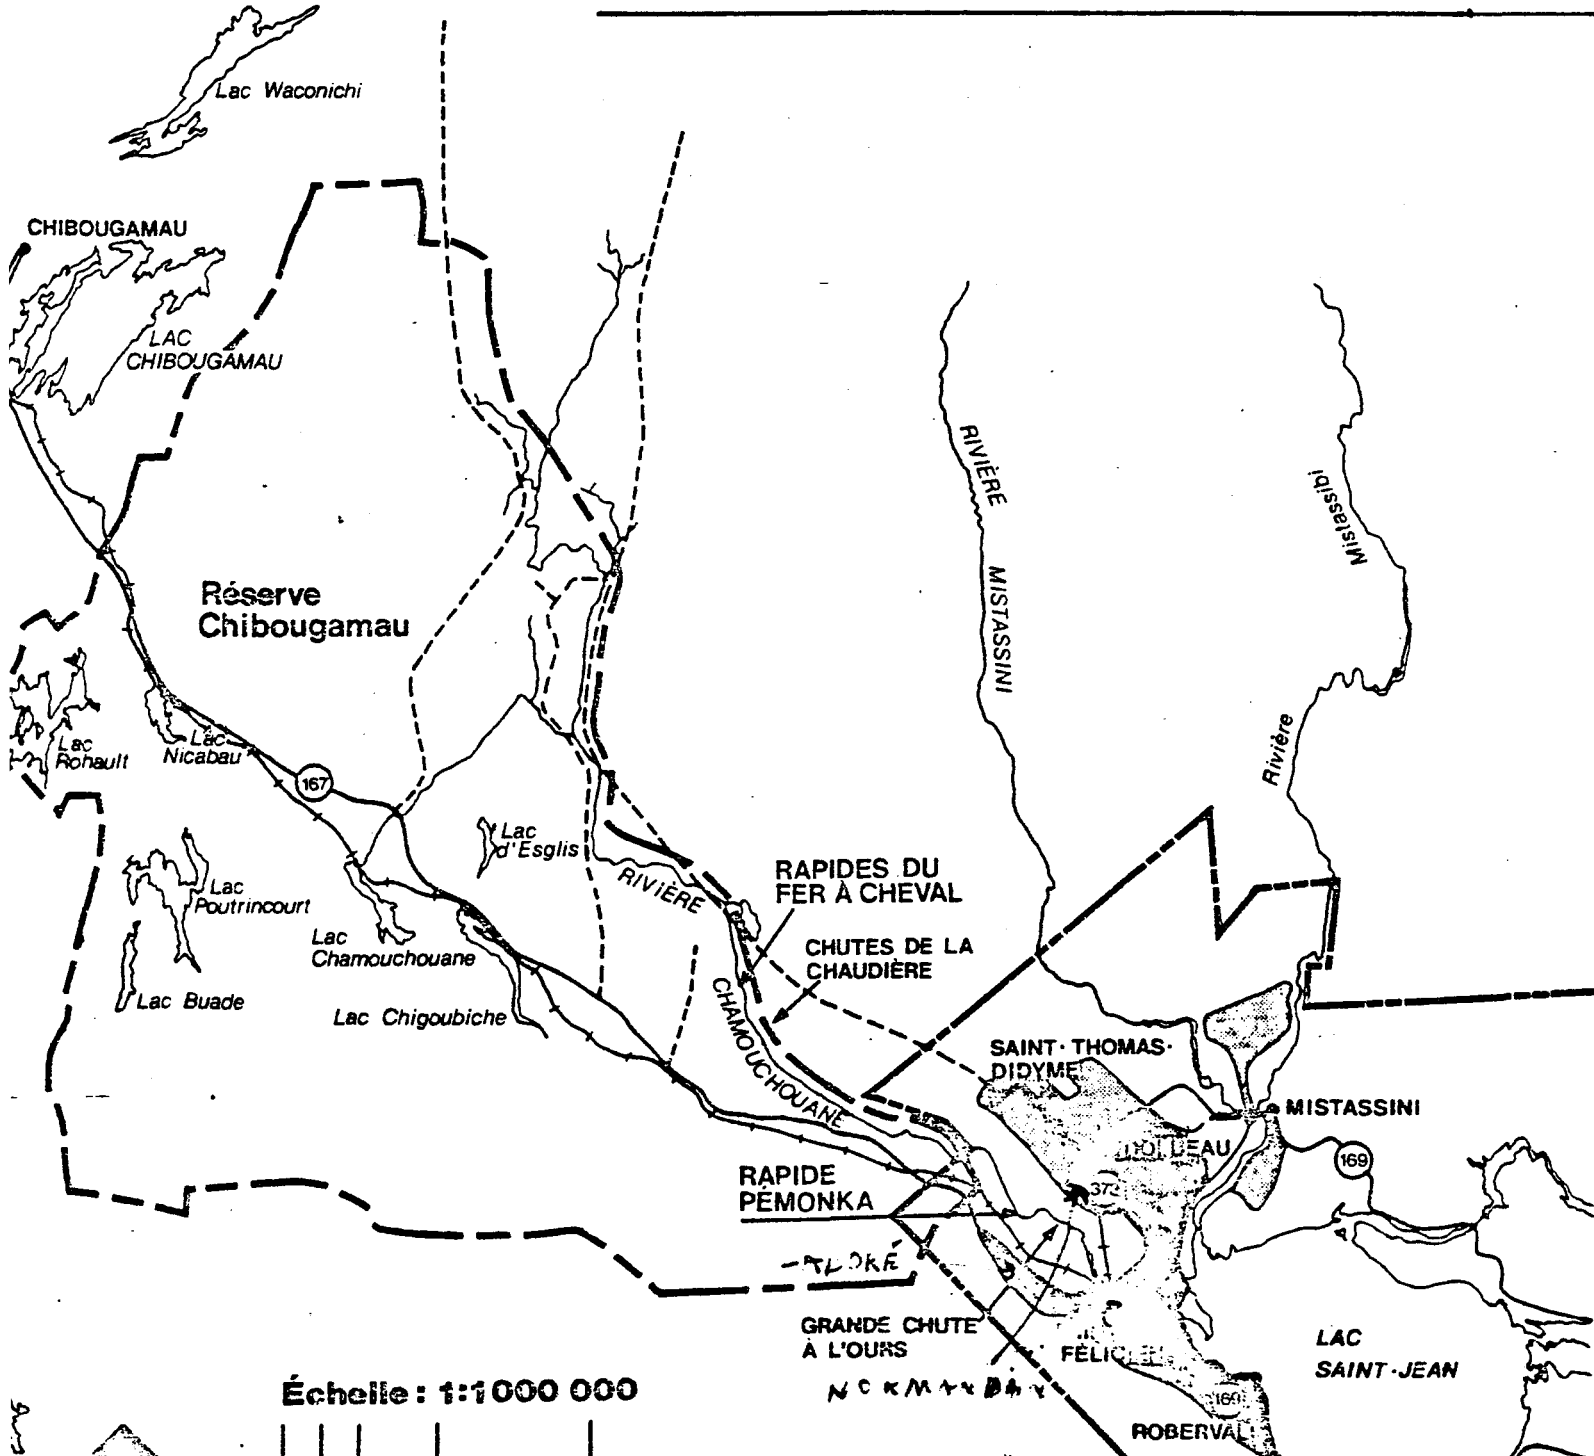 Lac Waconichi
CHIBOUGAMAU
LAC
CHIBOUGAMAU
RIVIÈRE
MISTASSINI
Mistassibi
Rivière
Réserve
Chibougamau
Lac
Rohault
Lac
Nicabau
167
Lac
d'Esglis
RIVIÈRE
CHAMOUCHOUANE
RAPIDES DU
FER À CHEVAL
CHUTES DE LA
CHAUDIÈRE
Lac
Poutrincourt
Lac
Chamouchouane
Lac Buade
Lac Chigoubiche
SAINT-THOMAS-
DIDYME
MISTASSINI
169
373
RAPIDE
PÉMONKA
GRANDE CHUTE
À L'OURS
LAC
SAINT-JEAN
169
ROBERVAL
Échelle : 1:1 000 000